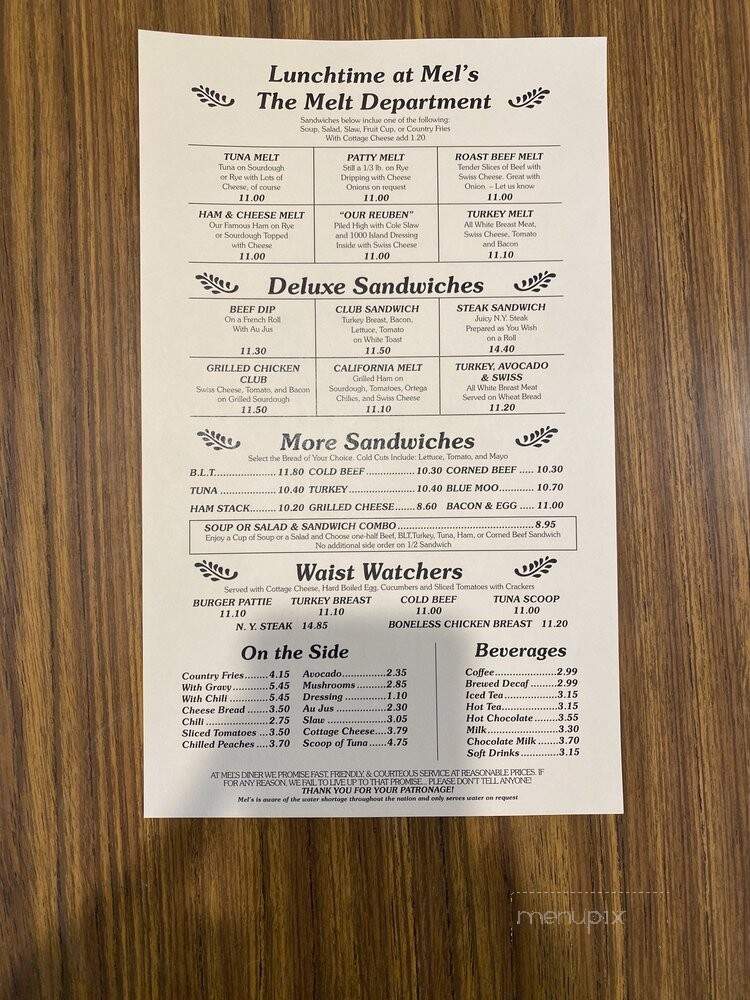 Lunchtime at Mel's
The Melt Department
Sandwiches below inclue one of the following:
Soup, Salad, Slaw, Fruit Cup, or Country Fries
With Cottage Cheese add 1.20
TUNA MELT
Tuna on Sourdough
or Rye with Lots of
Cheese, of course
11.00
PATTY MELT
Still a 1/3 lb. on Rye
Dripping with Cheese
Onions on request
11.00
ROAST BEEF MELT
Tender Slices of Beef with
Swiss Cheese. Great with
Onion. – Let us know
11.00
HAM & CHEESE MELT
Our Famous Ham on Rye
or Sourdough Topped
with Cheese
11.00
"OUR REUBEN"
Piled High with Cole Slaw
and 1000 Island Dressing
Inside with Swiss Cheese
11.00
TURKEY MELT
All White Breast Meat,
Swiss Cheese, Tomato
and Bacon
11.10
Deluxe Sandwiches
BEEF DIP
On a French Roll
With Au Jus
11.30
CLUB SANDWICH
Turkey Breast, Bacon,
Lettuce, Tomato
on White Toast
11.50
STEAK SANDWICH
Juicy N.Y. Steak
Prepared as You Wish
on a Roll
14.40
GRILLED CHICKEN
CLUB
Swiss Cheese, Tomato, and Bacon
on Grilled Sourdough
11.50
CALIFORNIA MELT
Grilled Ham on
Sourdough, Tomatoes, Ortega
Chilies, and Swiss Cheese
11.10
TURKEY, AVOCADO
& SWISS
All White Breast Meat
Served on Wheat Bread
11.20
More Sandwiches
Select the Bread of Your Choice. Cold Cuts Include: Lettuce, Tomato, and Mayo
B.L.T.................... 11.80 COLD BEEF ................. 10.30 CORNED BEEF ..... 10.30
TUNA ................... 10.40 TURKEY....................... 10.40 BLUE MOO............ 10.70
HAM STACK......... 10.20 GRILLED CHEESE....... 8.60 BACON & EGG ..... 11.00
SOUP OR SALAD & SANDWICH COMBO............................................... 8.95
Enjoy a Cup of Soup or a Salad and Choose one-half Beef, BLT,Turkey, Tuna, Ham, or Corned Beef Sandwich
No additional side order on 1/2 Sandwich
Waist Watchers
Served with Cottage Cheese, Hard Boiled Egg, Cucumbers and Sliced Tomatoes with Crackers
BURGER PATTIE
11.10
TURKEY BREAST
11.10
COLD BEEF
11.00
TUNA SCOOP
11.00
N. Y. STEAK 14.85 BONELESS CHICKEN BREAST 11.20
On the Side
Country Fries........4.15
With Gravy............5.45
With Chili .............5.45
Cheese Bread .......3.50
Chili ......................2.75
Sliced Tomatoes ...3.50
Chilled Peaches ....3.70
Avocado...............2.35
Mushrooms ..........2.85
Dressing ..............1.10
Au Jus .................2.30
Slaw ....................3.05
Cottage Cheese....3.79
Scoop of Tuna.....4.75
Beverages
Coffee......................2.99
Brewed Decaf .........2.99
Iced Tea..................3.15
Hot Tea...................3.15
Hot Chocolate.........3.55
Milk.........................3.30
Chocolate Milk .......3.70
Soft Drinks.............3.15
AT MEL'S DINER WE PROMISE FAST, FRIENDLY, & COURTEOUS SERVICE AT REASONABLE PRICES. IF
FOR ANY REASON, WE FAIL TO LIVE UP TO THAT PROMISE... PLEASE DON'T TELL ANYONE!
THANK YOU FOR YOUR PATRONAGE!
Mel's is aware of the water shortage throughout the nation and only serves water on request
menupix